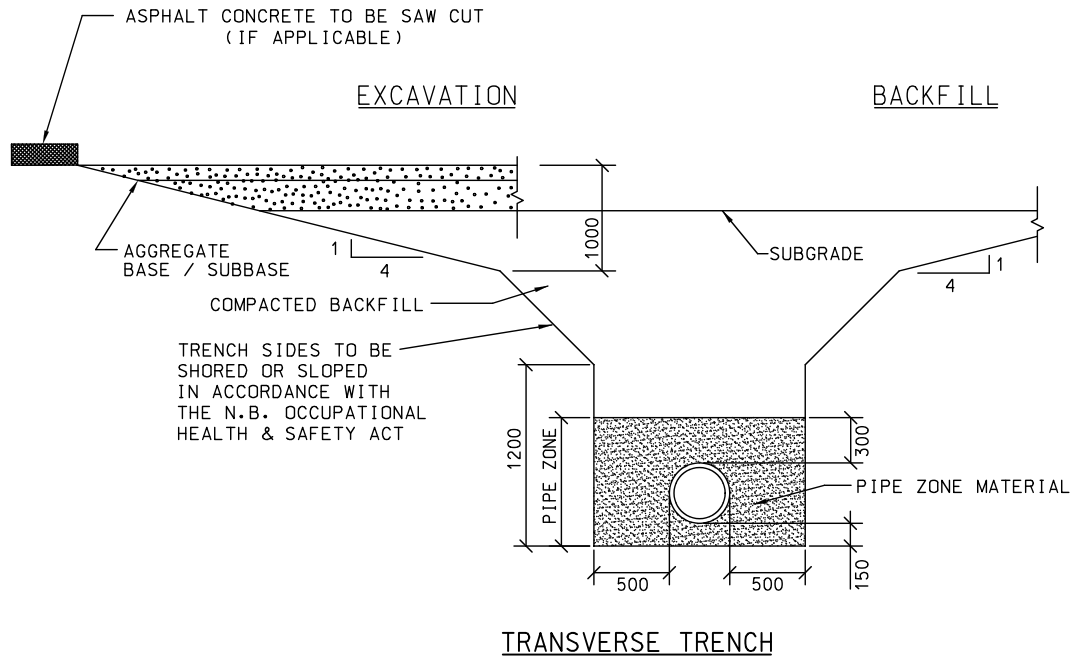 ASPHALT CONCRETE TO BE SAW CUT
(IF APPLICABLE)
EXCAVATION
BACKFILL
1000
AGGREGATE
BASE / SUBBASE
1
4
SUBGRADE
1
4
COMPACTED BACKFILL
TRENCH SIDES TO BE
SHORED OR SLOPED
IN ACCORDANCE WITH
THE N.B. OCCUPATIONAL
HEALTH & SAFETY ACT
1200
PIPE ZONE
300
PIPE ZONE MATERIAL
150
500
500
TRANSVERSE TRENCH